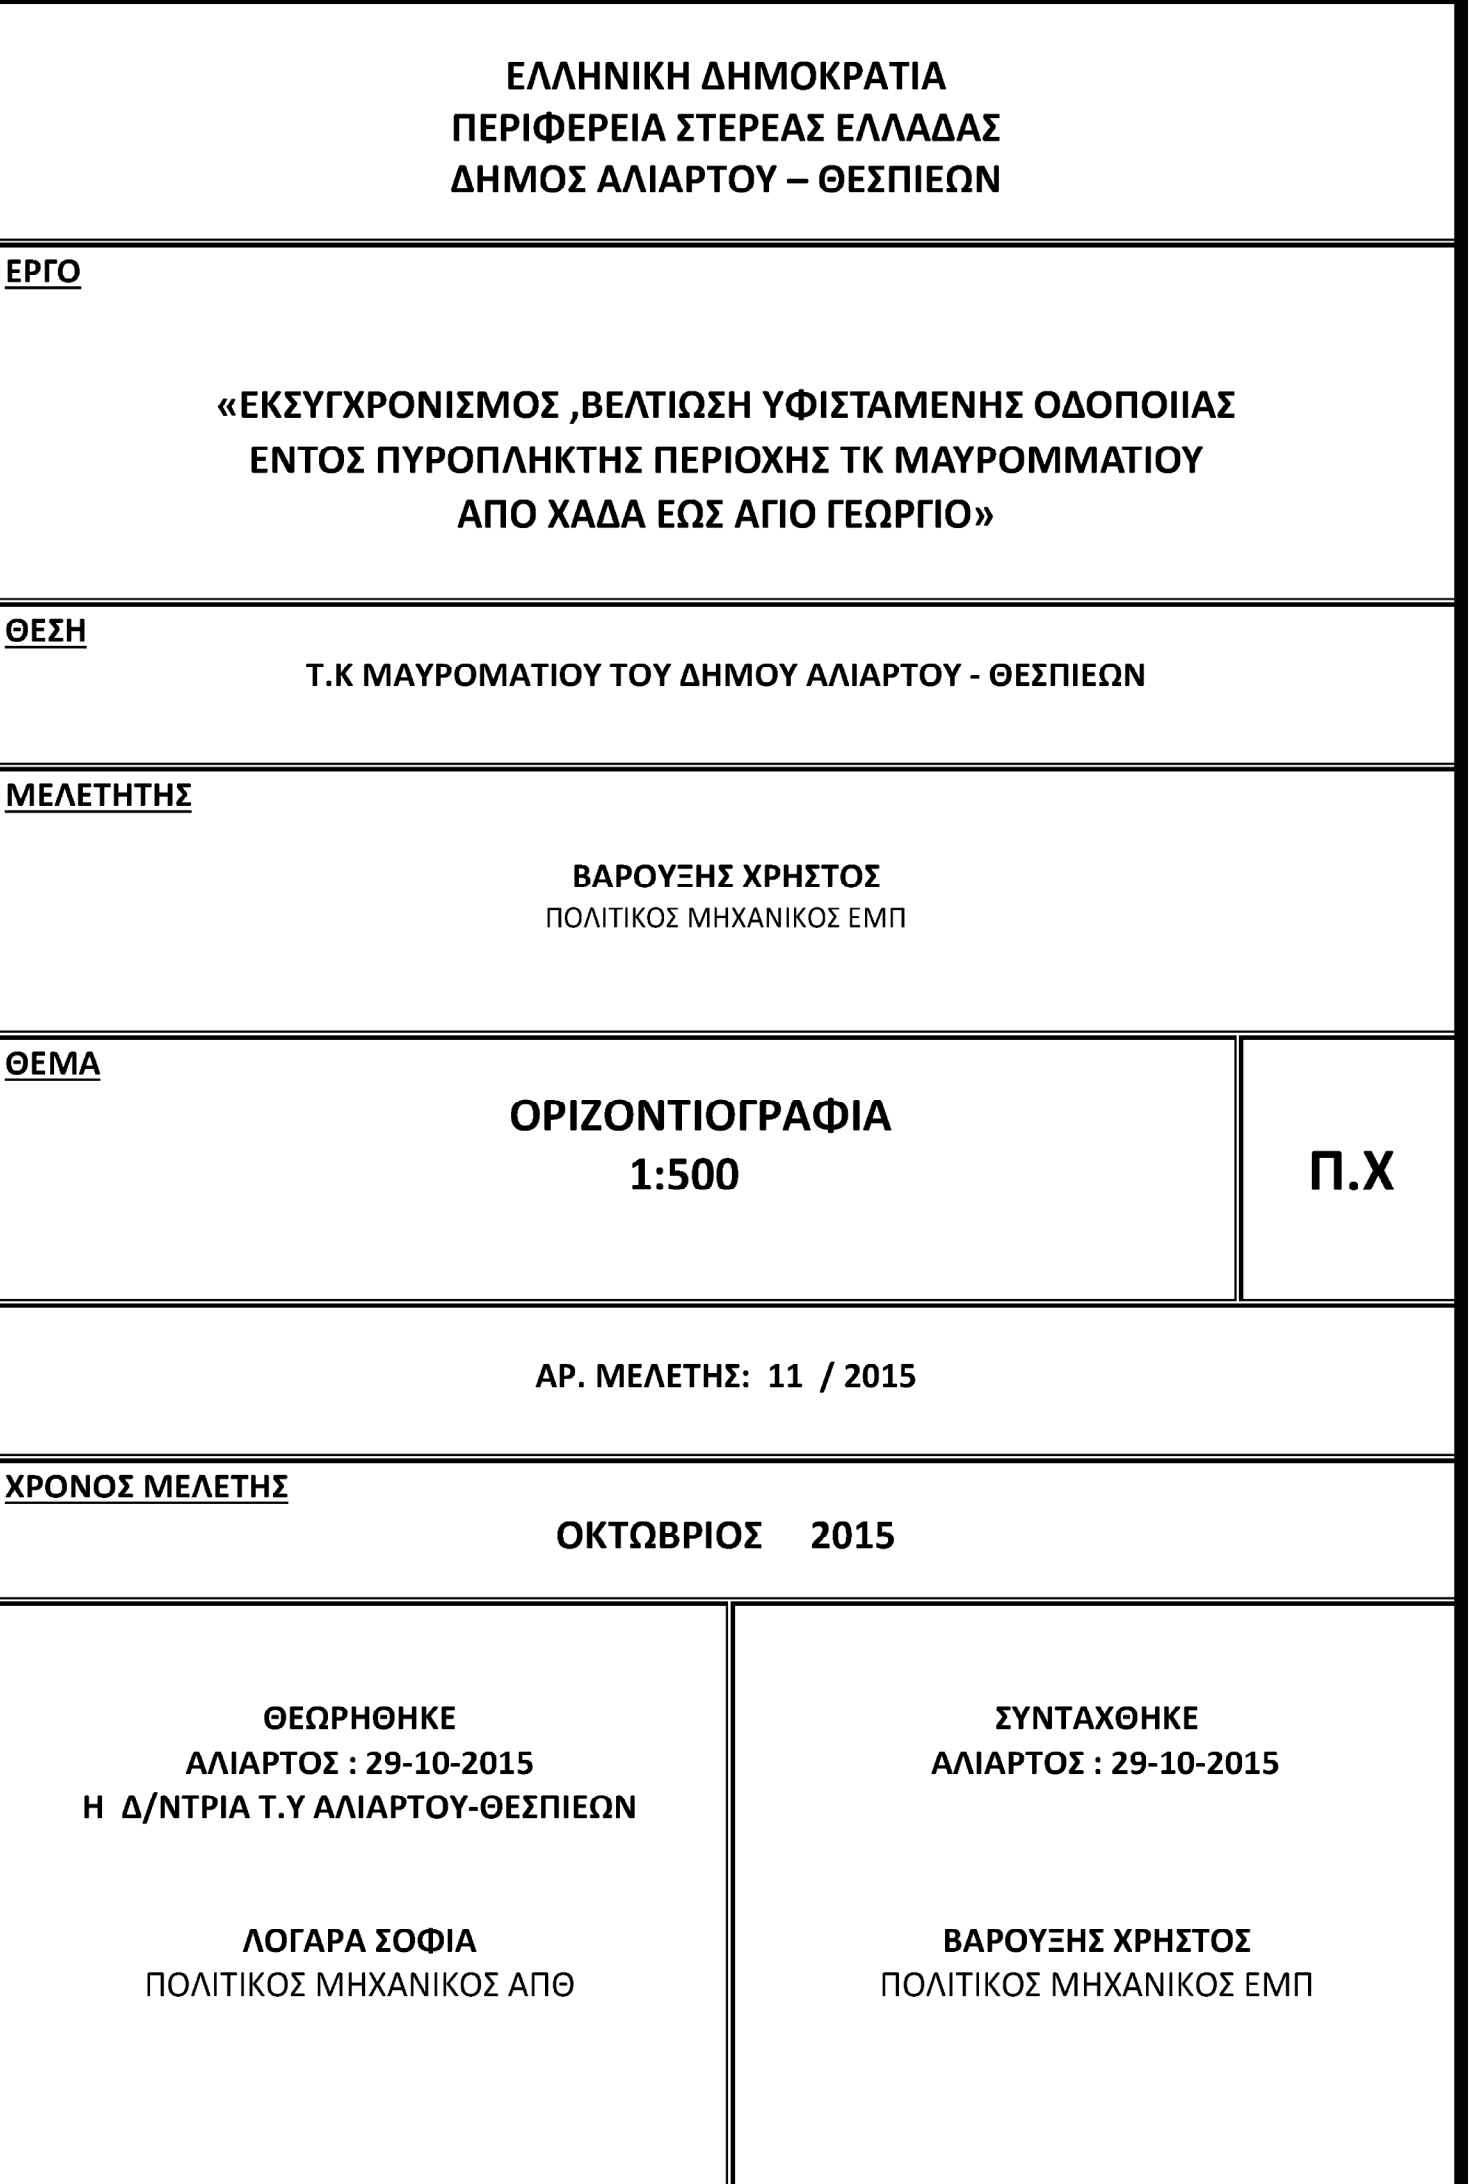 ΕΛΛΗΝΙΚΗ ΔΗΜΟΚΡΑΤΙΑ
ΠΕΡΙΦΕΡΕΙΑ ΣΤΕΡΕΑΣ ΕΛΛΑΔΑΣ
ΔΗΜΟΣ ΑΛΙΑΡΤΟΥ – ΘΕΣΠΙΕΩΝ
ΕΡΓΟ
«ΕΚΣΥΓΧΡΟΝΙΣΜΟΣ ,ΒΕΛΤΙΩΣΗ ΥΦΙΣΤΑΜΕΝΗΣ ΟΔΟΠΟΙΙΑΣ
ΕΝΤΟΣ ΠΥΡΟΠΛΗΚΤΗΣ ΠΕΡΙΟΧΗΣ ΤΚ ΜΑΥΡΟΜΜΑΤΙΟΥ
ΑΠΟ ΧΑΔΑ ΕΩΣ ΑΓΙΟ ΓΕΩΡΓΙΟ»
ΘΕΣΗ
Τ.Κ ΜΑΥΡΟΜΑΤΙΟΥ ΤΟΥ ΔΗΜΟΥ ΑΛΙΑΡΤΟΥ - ΘΕΣΠΙΕΩΝ
ΜΕΛΕΤΗΤΗΣ
ΒΑΡΟΥΞΗΣ ΧΡΗΣΤΟΣ
ΠΟΛΙΤΙΚΟΣ ΜΗΧΑΝΙΚΟΣ ΕΜΠ
ΘΕΜΑ
ΟΡΙΖΟΝΤΙΟΓΡΑΦΙΑ
1:500
Π.Χ
ΑΡ. ΜΕΛΕΤΗΣ:  11  / 2015
ΧΡΟΝΟΣ ΜΕΛΕΤΗΣ
ΟΚΤΩΒΡΙΟΣ    2015
ΘΕΩΡΗΘΗΚΕ
ΑΛΙΑΡΤΟΣ : 29-10-2015
Η  Δ/ΝΤΡΙΑ Τ.Υ ΑΛΙΑΡΤΟΥ-ΘΕΣΠΙΕΩΝ
ΛΟΓΑΡΑ ΣΟΦΙΑ
ΠΟΛΙΤΙΚΟΣ ΜΗΧΑΝΙΚΟΣ ΑΠΘ
ΣΥΝΤΑΧΘΗΚΕ
ΑΛΙΑΡΤΟΣ : 29-10-2015
ΒΑΡΟΥΞΗΣ ΧΡΗΣΤΟΣ
ΠΟΛΙΤΙΚΟΣ ΜΗΧΑΝΙΚΟΣ ΕΜΠ